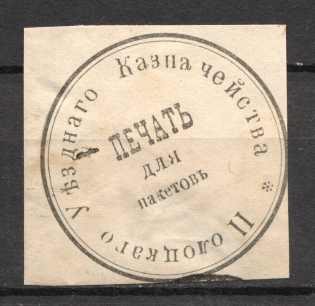 Полоцкаго Уѣзднаго Казначейства *
ПЕЧАТЬ
для
пакетовъ